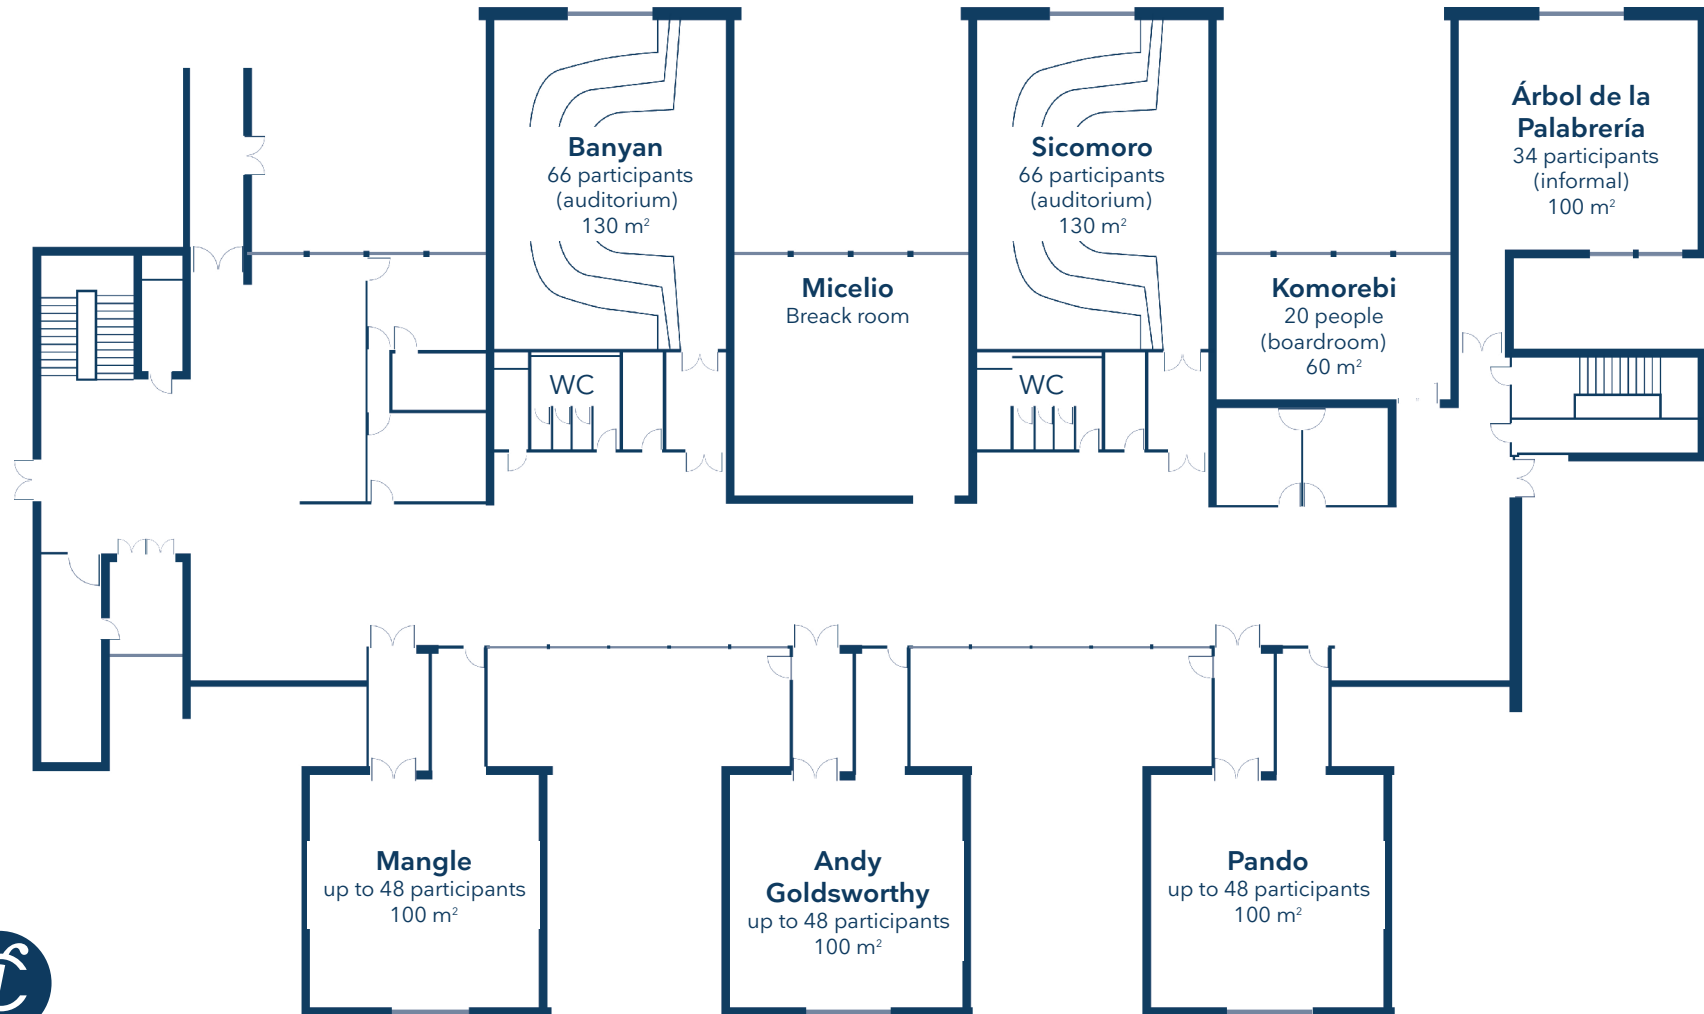 Banyan
66 participants
(auditorium)
130 m²
Sicomoro
66 participants
(auditorium)
130 m²
Árbol de la
Palabrería
34 participants
(informal)
100 m²
Micelio
Breack room
Komorebi
20 people
(boardroom)
60 m²
WC
WC
Mangle
up to 48 participants
100 m²
Andy
Goldsworthy
up to 48 participants
100 m²
Pando
up to 48 participants
100 m²